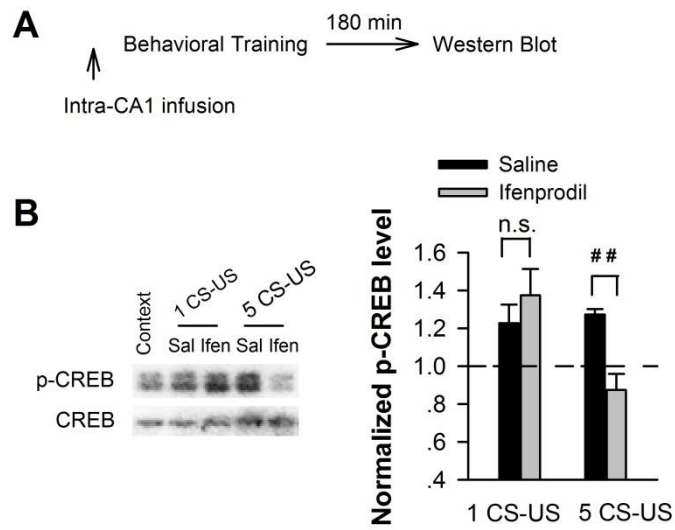 A
Behavioral Training
180 min
Western Blot
Intra-CA1 infusion
B
Context
1 CS-US
5 CS-US
Sal Ifen Sal Ifen
p-CREB
CREB
Saline
Ifenprodil
Normalized p-CREB level
n.s.
##
1.6
1.4
1.2
1.0
.8
.6
.4
1 CS-US
5 CS-US